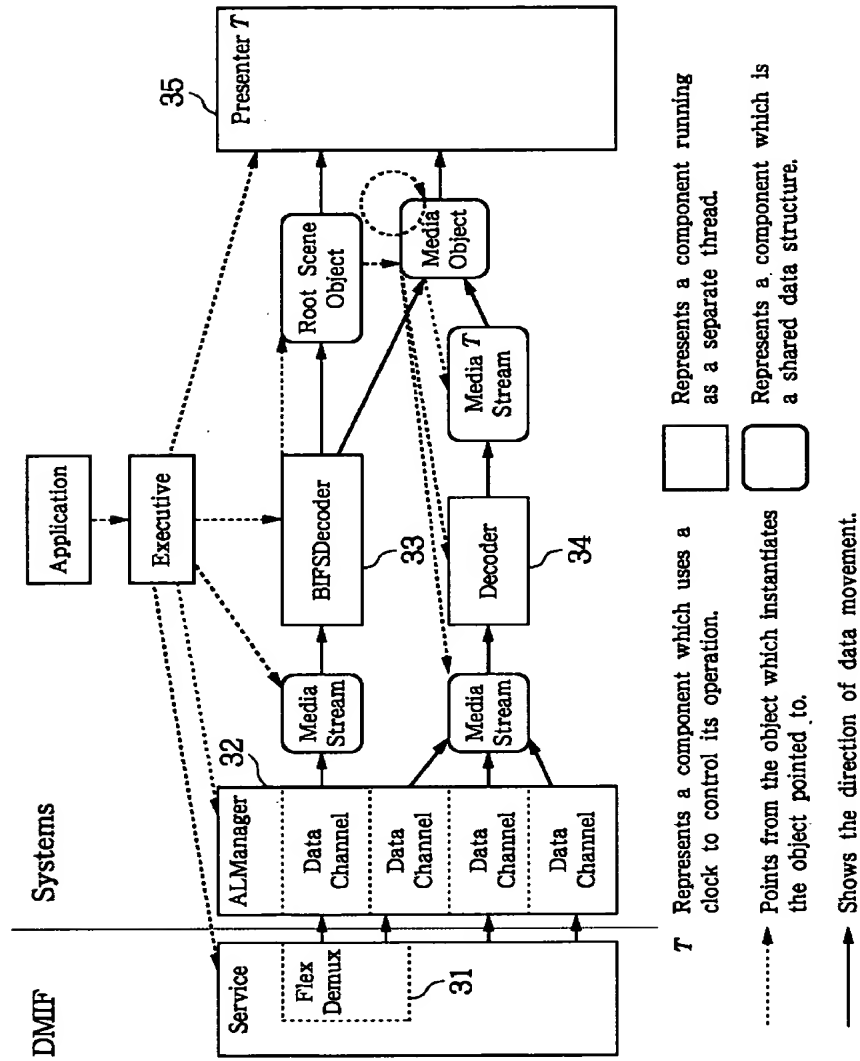 DMIF
Systems
Application
Executive
Service
Flex
Demux
31
ALManager
32
Data
Channel
Data
Channel
Data
Channel
Data
Channel
Media
Stream
BIFSDecoder
33
Root Scene
Object
Media
Stream
Decoder
34
Media T
Stream
Media
Object
Presenter T
35
T Represents a component which uses a
clock to control its operation.
Points from the object which instantiates
the object pointed to.
Shows the direction of data movement.
Represents a component running
as a separate thread.
Represents a component which is
a shared data structure.